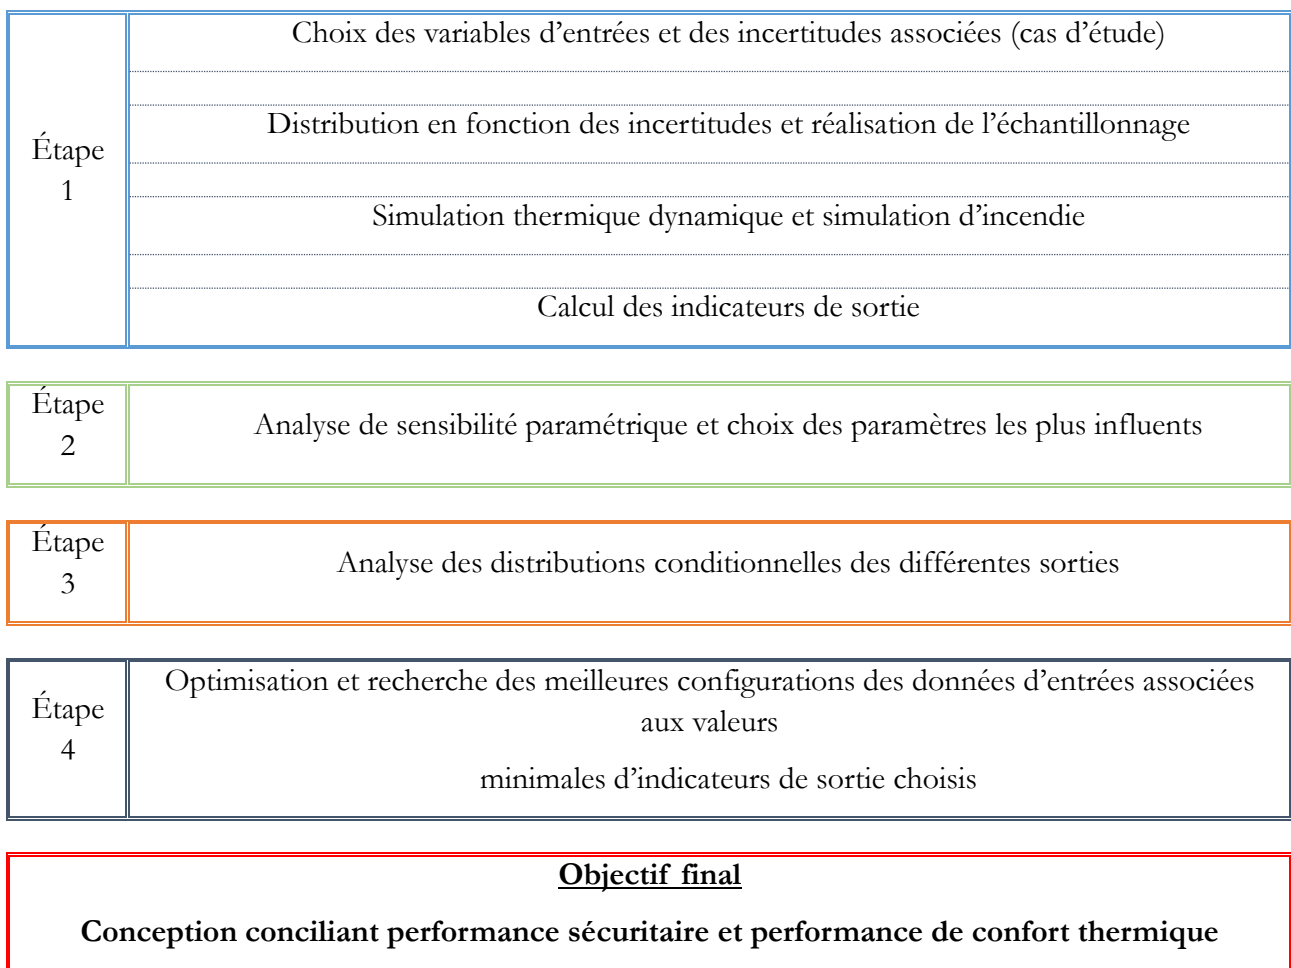 Choix des variables d’entrées et des incertitudes associées (cas d’étude)
Distribution en fonction des incertitudes et réalisation de l’échantillonnage
Étape
1
Simulation thermique dynamique et simulation d’incendie
Calcul des indicateurs de sortie
Étape
2
Analyse de sensibilité paramétrique et choix des paramètres les plus influents
Étape
3
Analyse des distributions conditionnelles des différentes sorties
Étape
4
Optimisation et recherche des meilleures configurations des données d’entrées associées
aux valeurs
minimales d’indicateurs de sortie choisis
Objectif final
Conception conciliant performance sécuritaire et performance de confort thermique